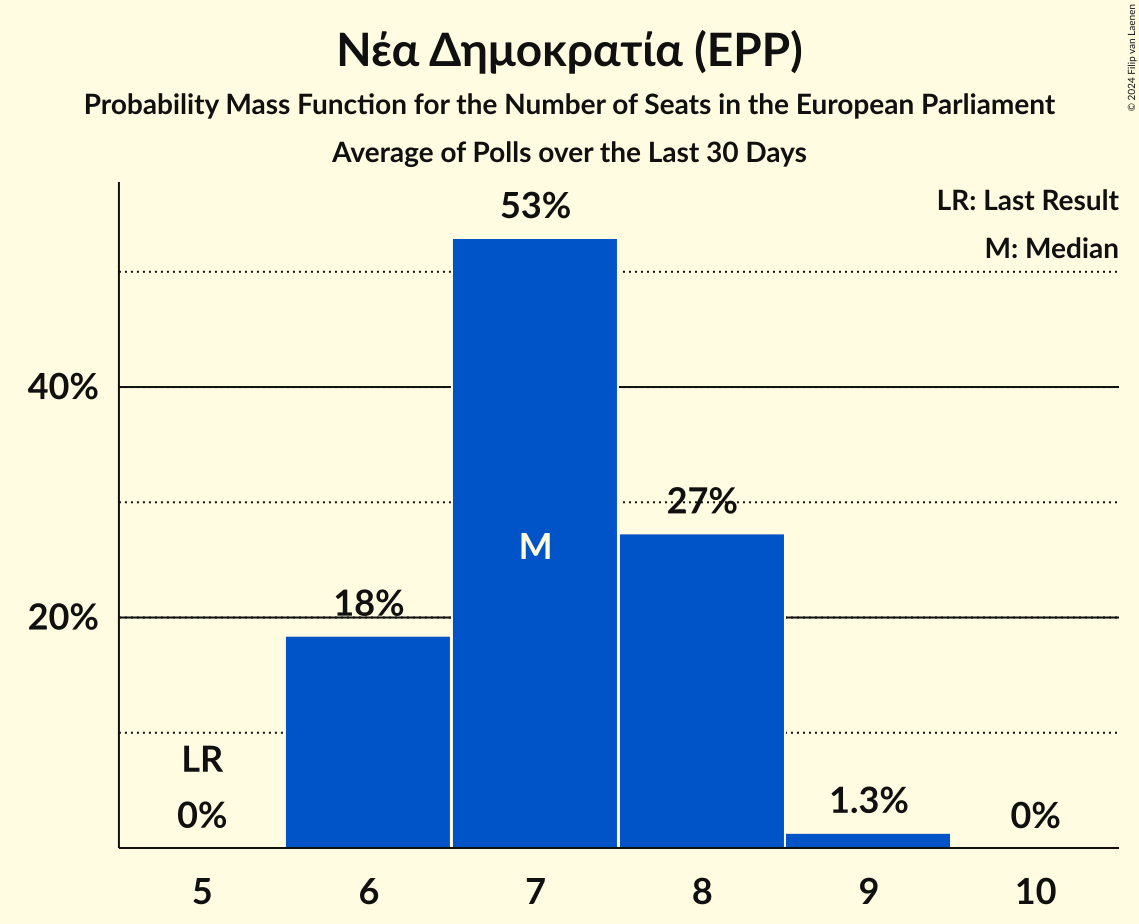 Νέα Δημοκρατία (EPP)
Probability Mass Function for the Number of Seats in the European Parliament
Average of Polls over the Last 30 Days
© 2024 Filip van Laenen
LR: Last Result
M: Median
53%
40%
27%
M
20%
18%
LR
0%
1.3%
0%
5 6 7 8 9 10